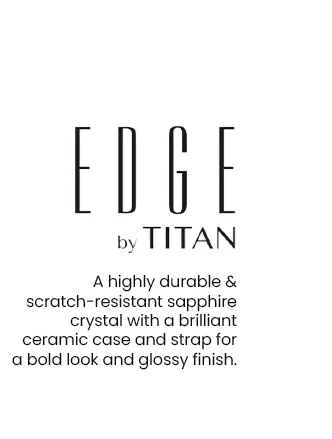 EDGE
by TITAN
A highly durable &
scratch-resistant sapphire
crystal with a brilliant
ceramic case and strap for
a bold look and glossy finish.